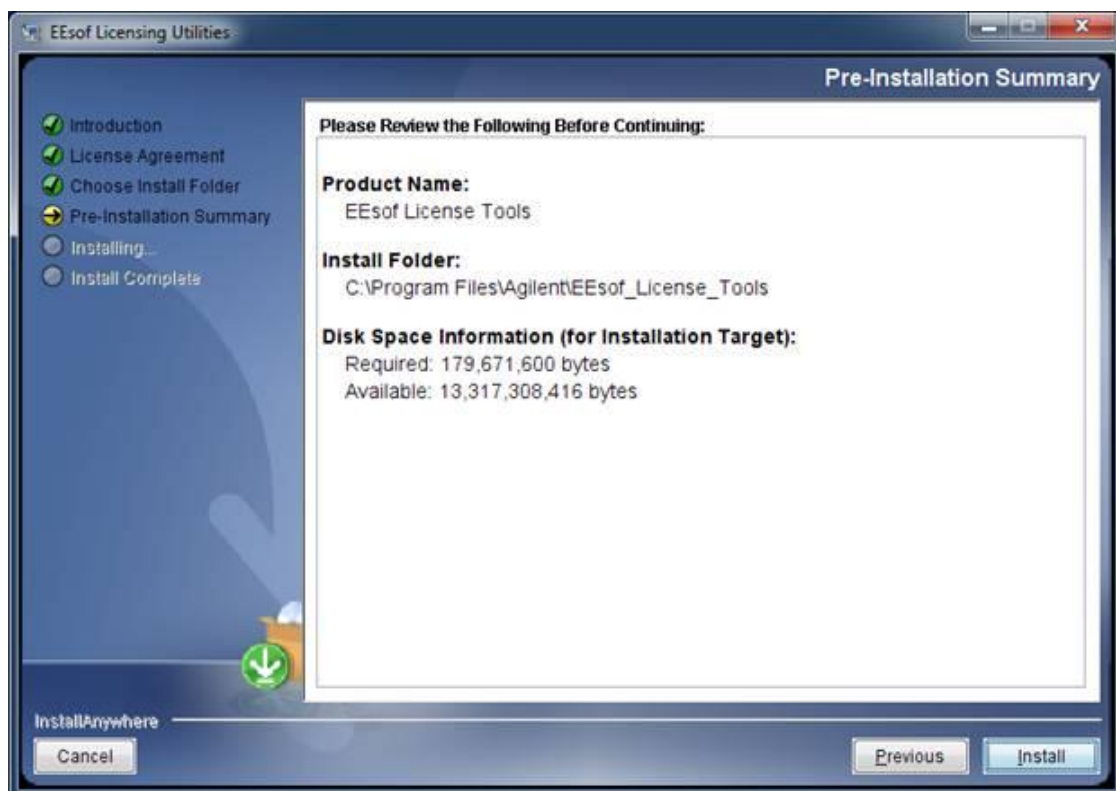 EEsof Licensing Utilities
Pre-Installation Summary
Introduction
License Agreement
Choose Install Folder
Pre-Installation Summary
Installing...
Install Complete
Please Review the Following Before Continuing:
Product Name:
EEsof License Tools
Install Folder:
C:\Program Files\Agilent\EEsof_License_Tools
Disk Space Information (for Installation Target):
Required: 179,671,600 bytes
Available: 13,317,308,416 bytes
InstallAnywhere
Cancel
Previous
Install